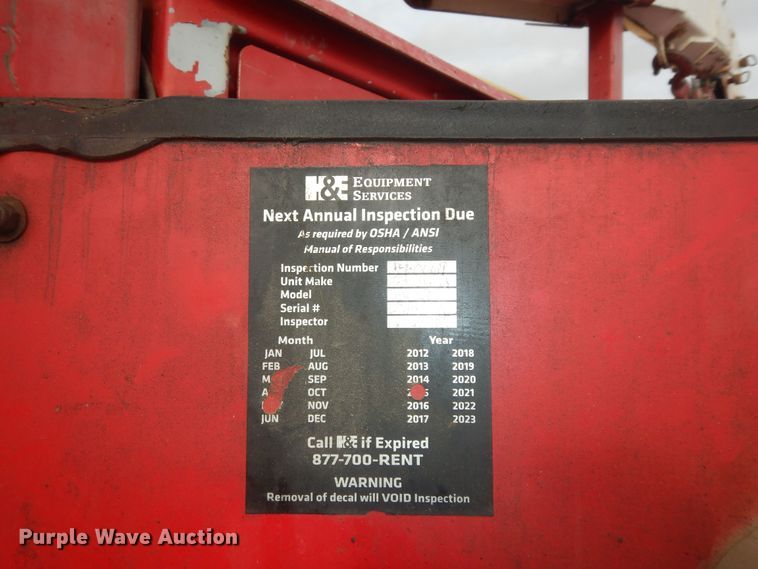 H&E EQUIPMENT SERVICES
Next Annual Inspection Due
As required by OSHA / ANSI
Manual of Responsibilities
Inspection Number
Unit Make
Model
Serial #
Inspector
Month Year
JAN JUL 2012 2018
FEB AUG 2013 2019
SEP 2014 2020
OCT 2021
NOV 2016 2022
JUN DEC 2017 2023
Call H&E if Expired
877-700-RENT
WARNING
Removal of decal will VOID Inspection
Purple Wave Auction